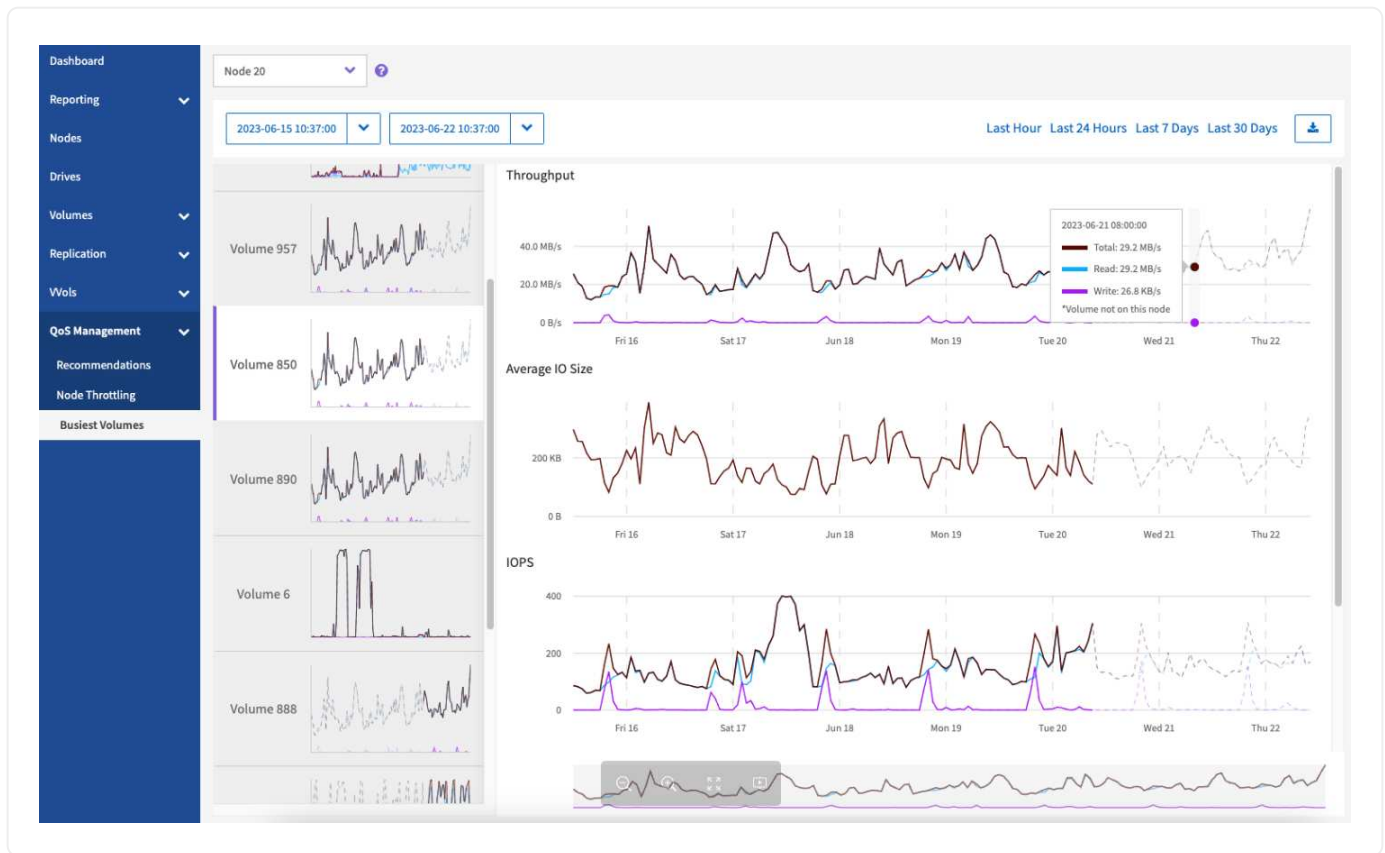 Dashboard
Reporting
Nodes
Drives
Volumes
Replication
VVols
QoS Management
Recommendations
Node Throttling
Busiest Volumes
Node 20
?
2023-06-15 10:37:00
2023-06-22 10:37:00
Last Hour Last 24 Hours Last 7 Days Last 30 Days
Volume 957
Volume 850
Volume 890
Volume 6
Volume 888
Throughput
40.0 MB/s
20.0 MB/s
0 B/s
Fri 16 Sat 17 Jun 18 Mon 19 Tue 20 Wed 21 Thu 22
2023-06-21 08:00:00
Total: 29.2 MB/s
Read: 29.2 MB/s
Write: 26.8 KB/s
*Volume not on this node
Average IO Size
200 KB
0 B
Fri 16 Sat 17 Jun 18 Mon 19 Tue 20 Wed 21 Thu 22
IOPS
400
200
0
Fri 16 Sat 17 Jun 18 Mon 19 Tue 20 Wed 21 Thu 22